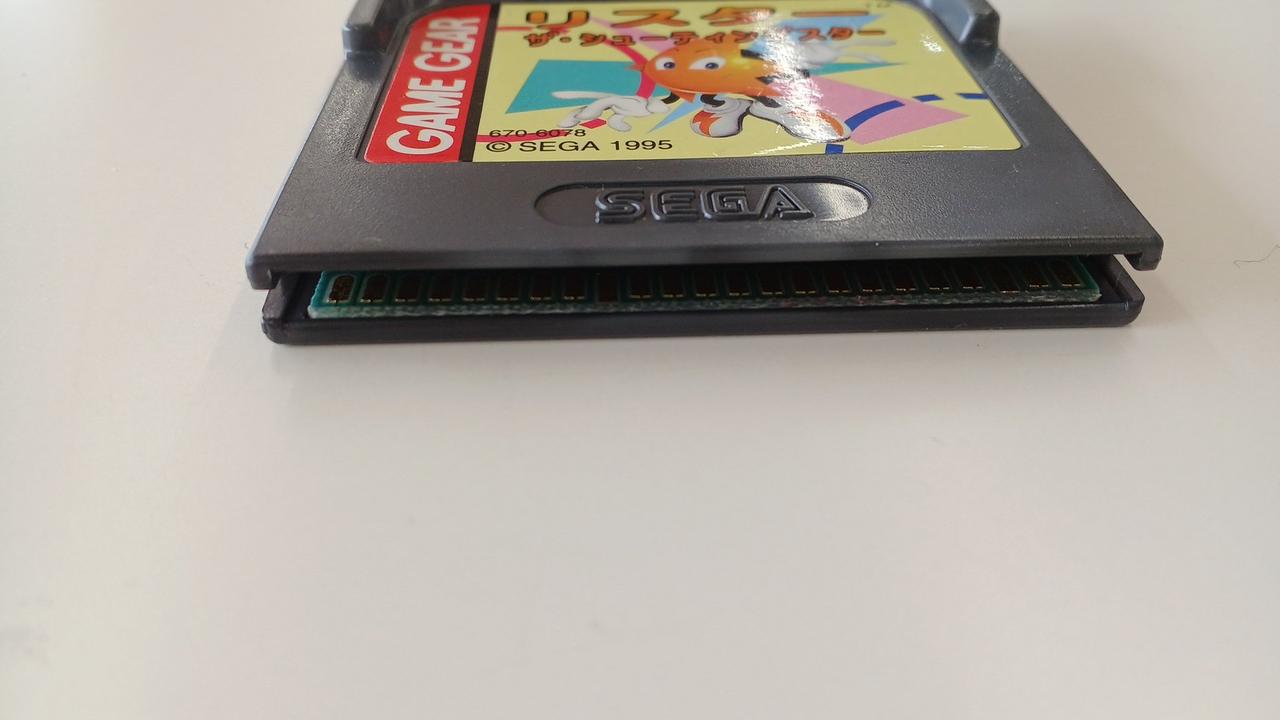 GAME GEAR
リスター
ザ・シューティングスター
670-6078
© SEGA 1995
SEGA